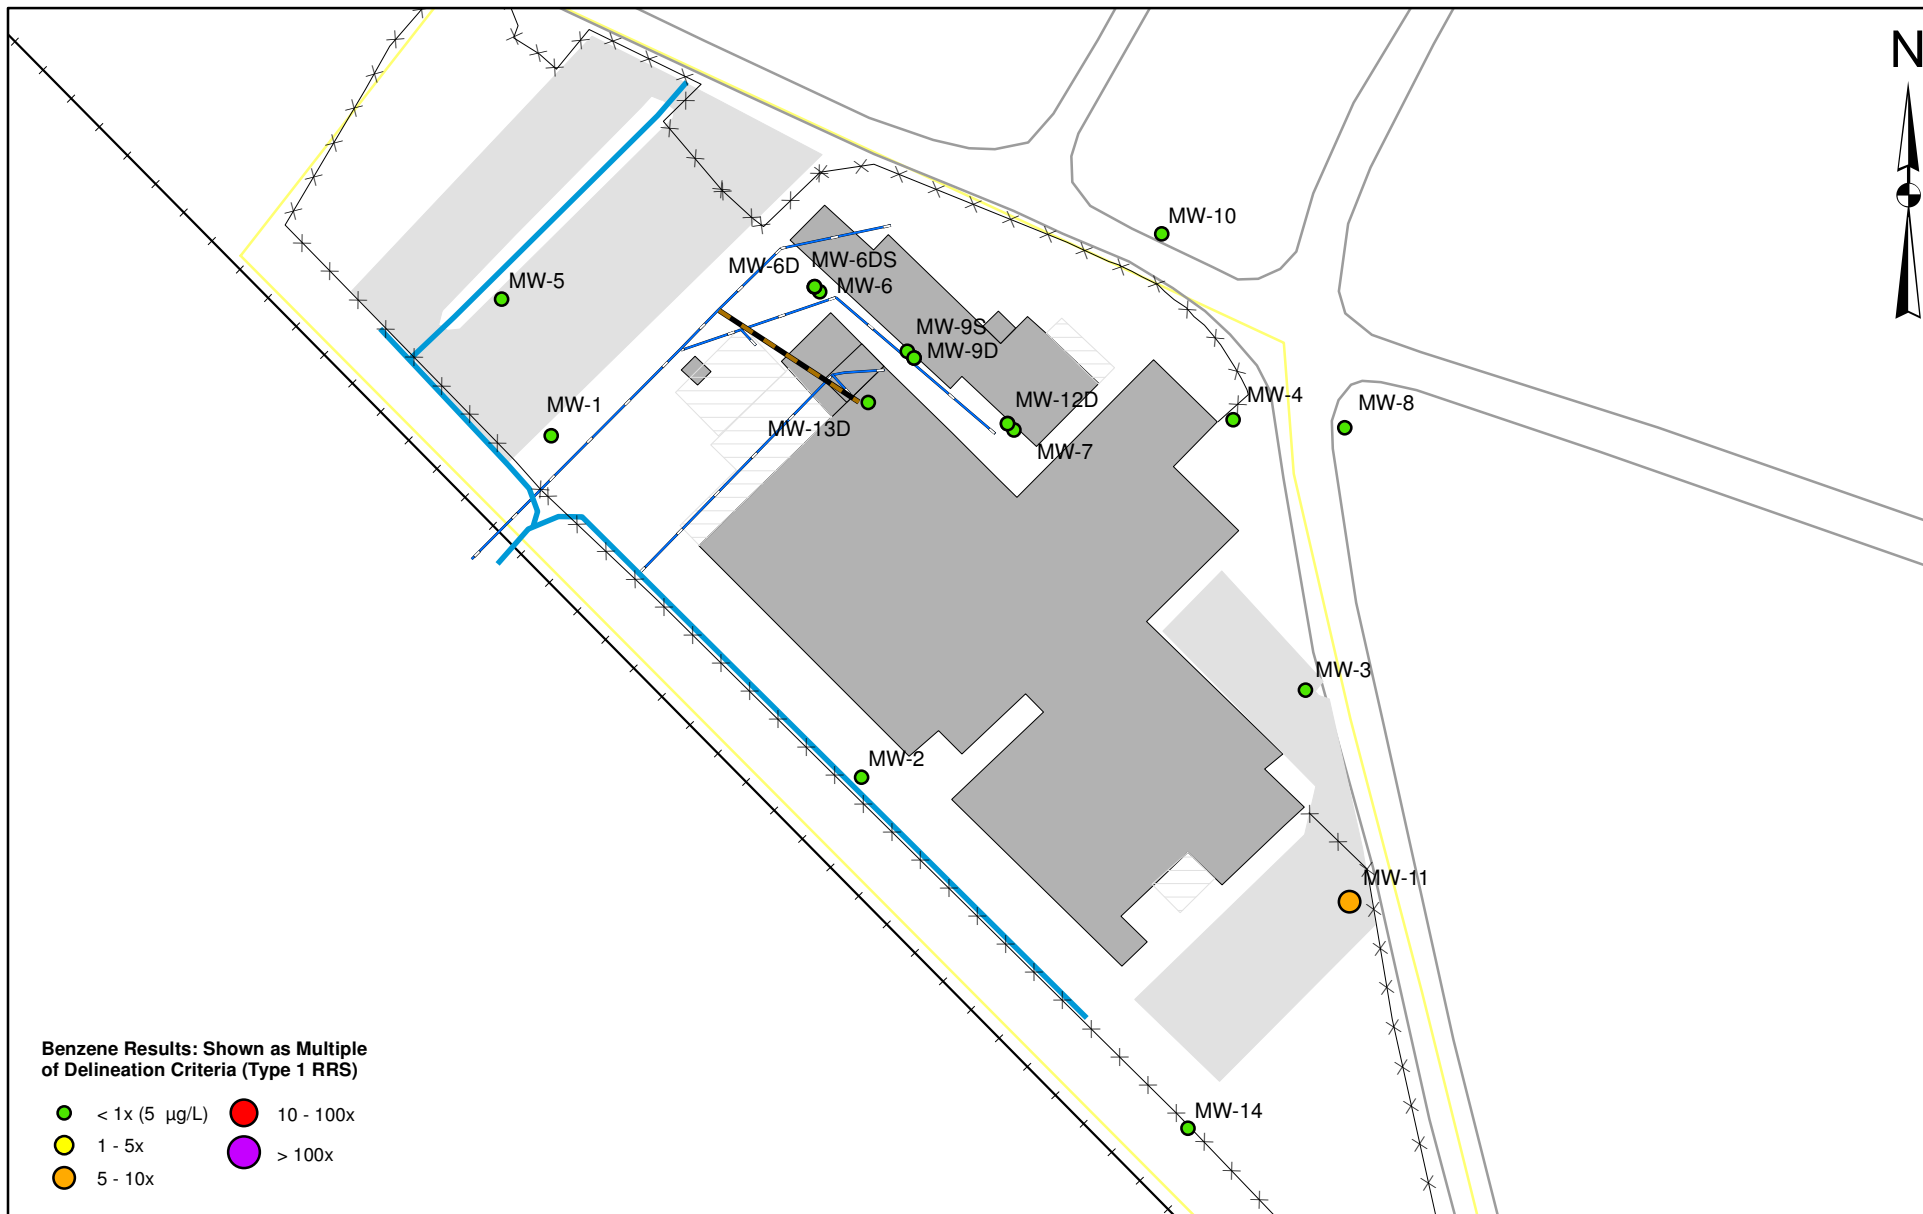 N
MW-10
MW-6D
MW-6DS
MW-6
MW-5
MW-9S
MW-9D
MW-1
MW-12D
MW-4
MW-8
MW-13D
MW-7
MW-3
MW-2
MW-11
MW-14
Benzene Results: Shown as Multiple
of Delineation Criteria (Type 1 RRS)
< 1x (5 µg/L)
10 - 100x
1 - 5x
> 100x
5 - 10x